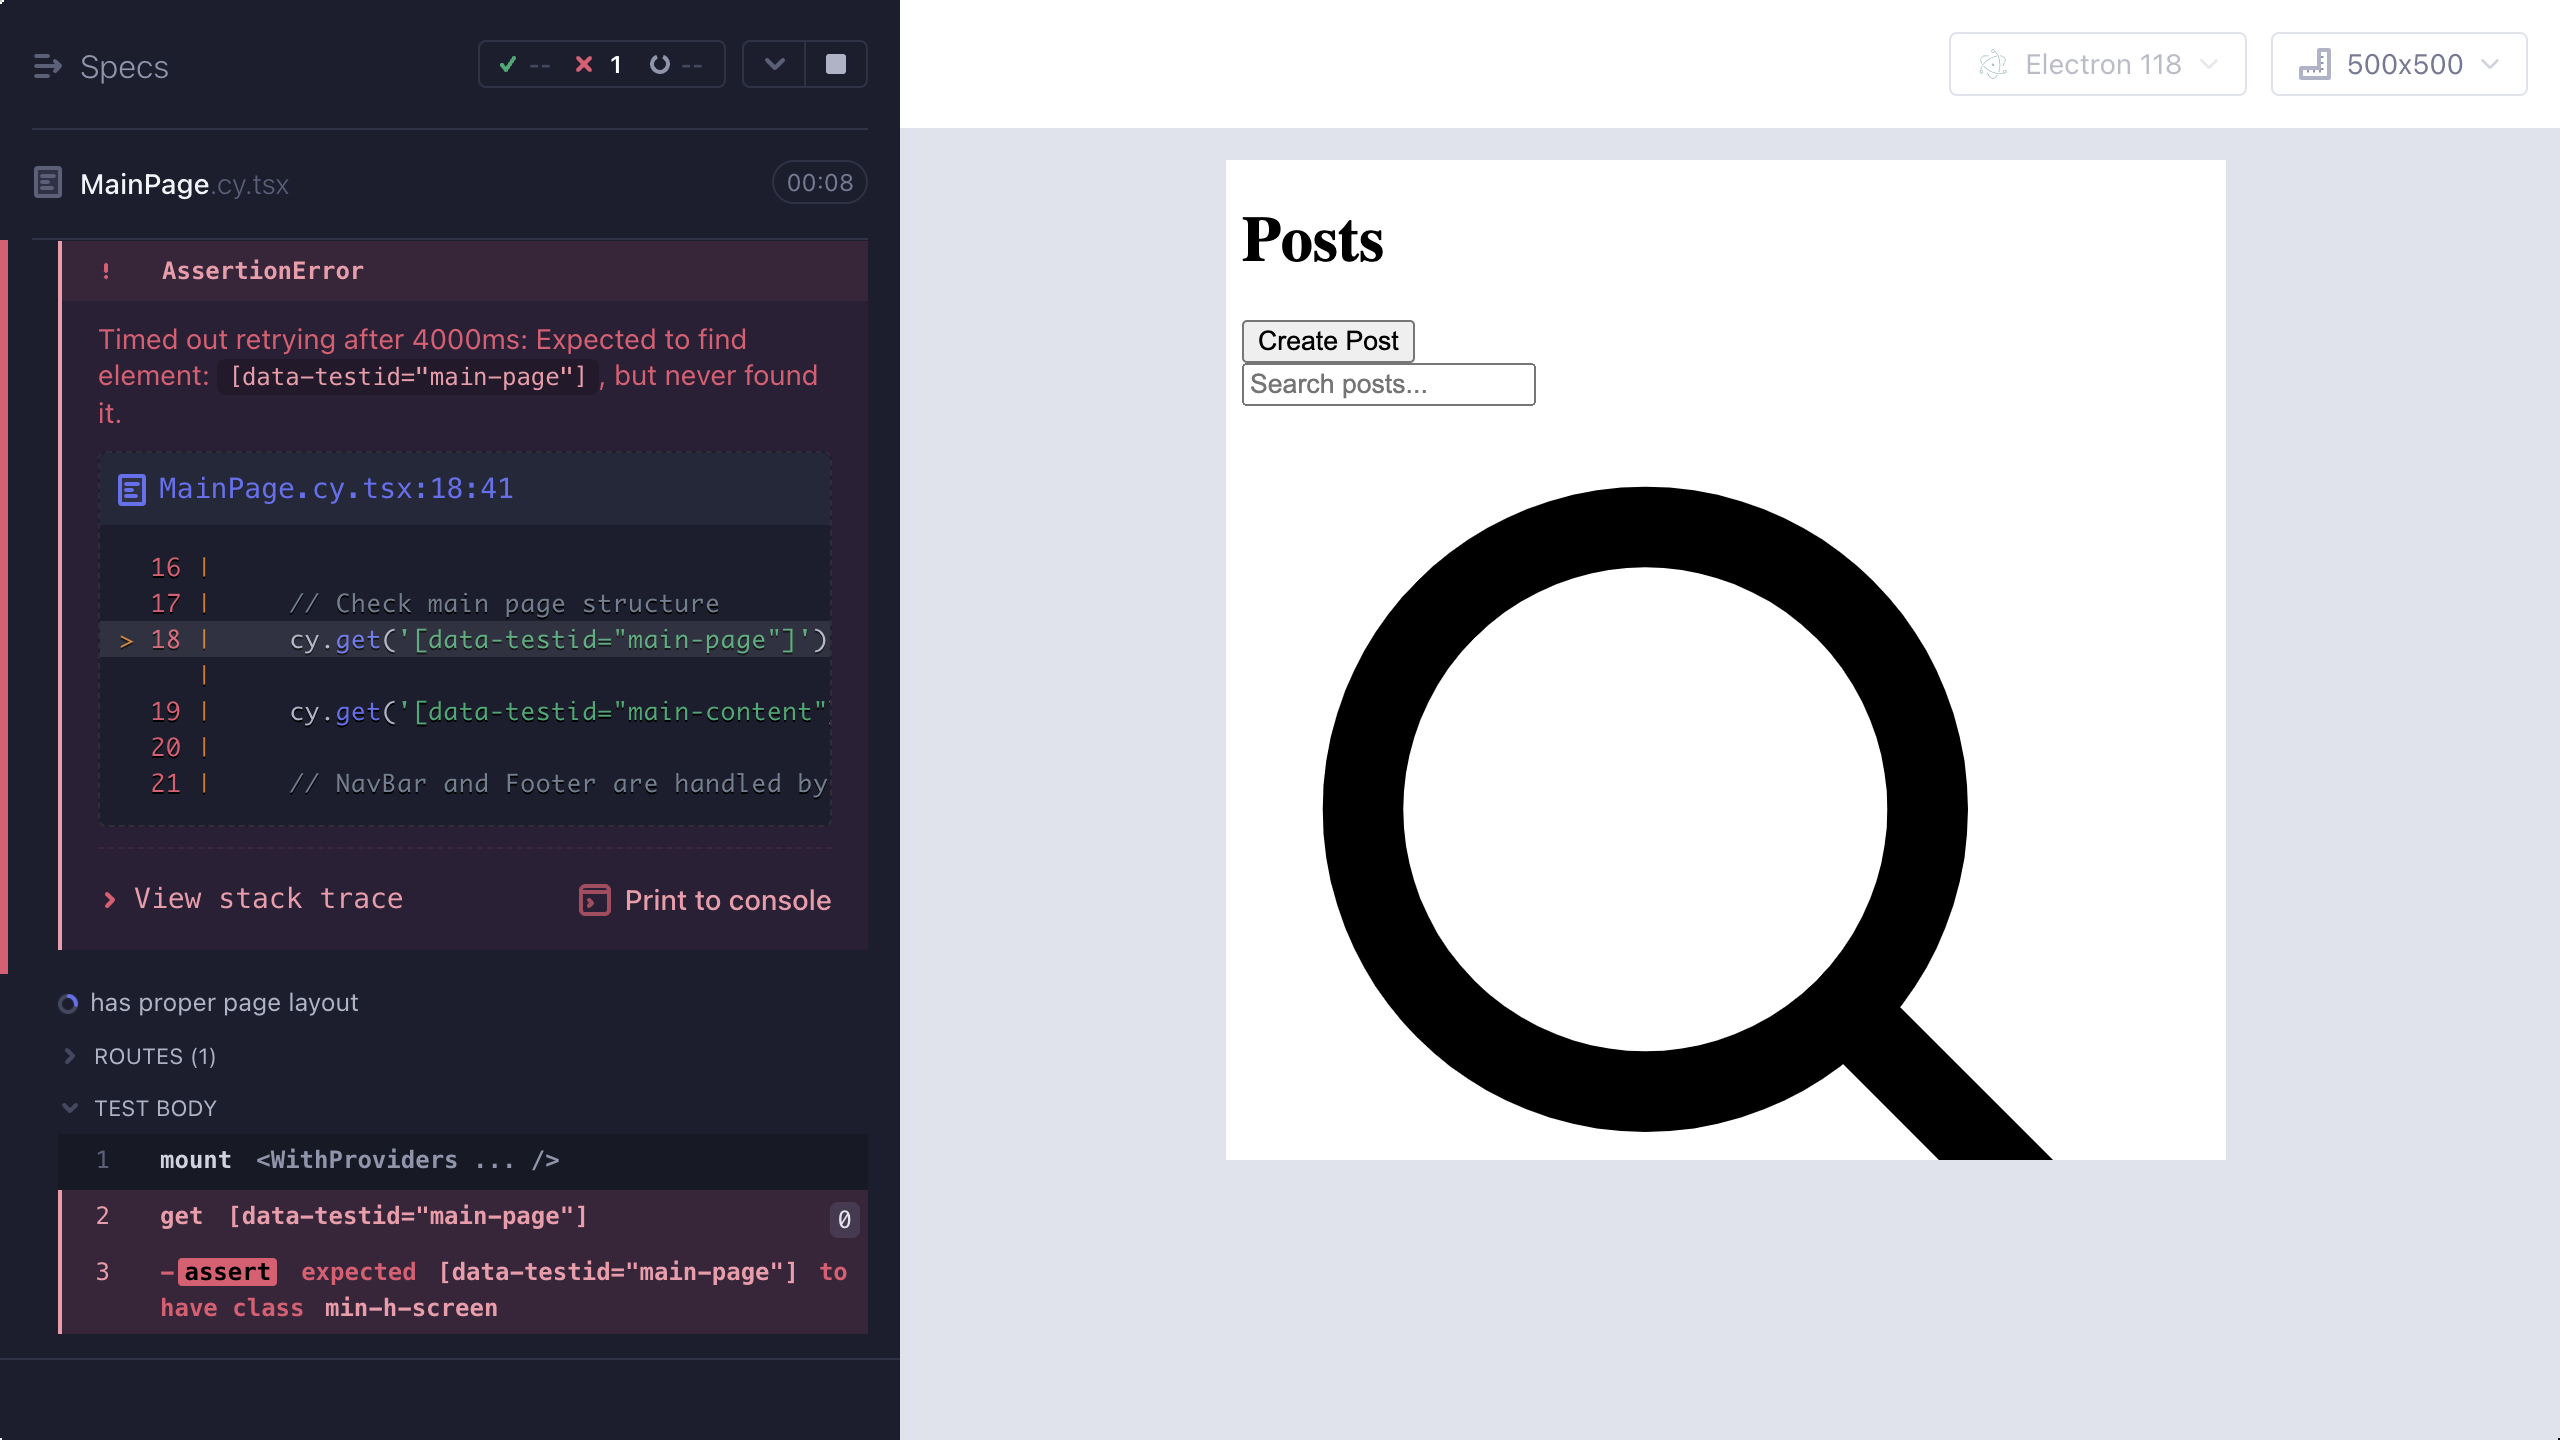 Specs
--
1
--
MainPage.cy.tsx
00:08
! AssertionError
Timed out retrying after 4000ms: Expected to find
element: [data-testid="main-page"] , but never found
it.
MainPage.cy.tsx:18:41
16 |
17 | // Check main page structure
> 18 | cy.get('[data-testid="main-page"]')
|
19 | cy.get('[data-testid="main-content"]
20 |
21 | // NavBar and Footer are handled by
View stack trace
Print to console
has proper page layout
ROUTES (1)
TEST BODY
1 mount <WithProviders ... />
2 get [data-testid="main-page"] 0
3 -assert expected [data-testid="main-page"] to
have class min-h-screen
Electron 118
500x500
Posts
Create Post
Search posts...